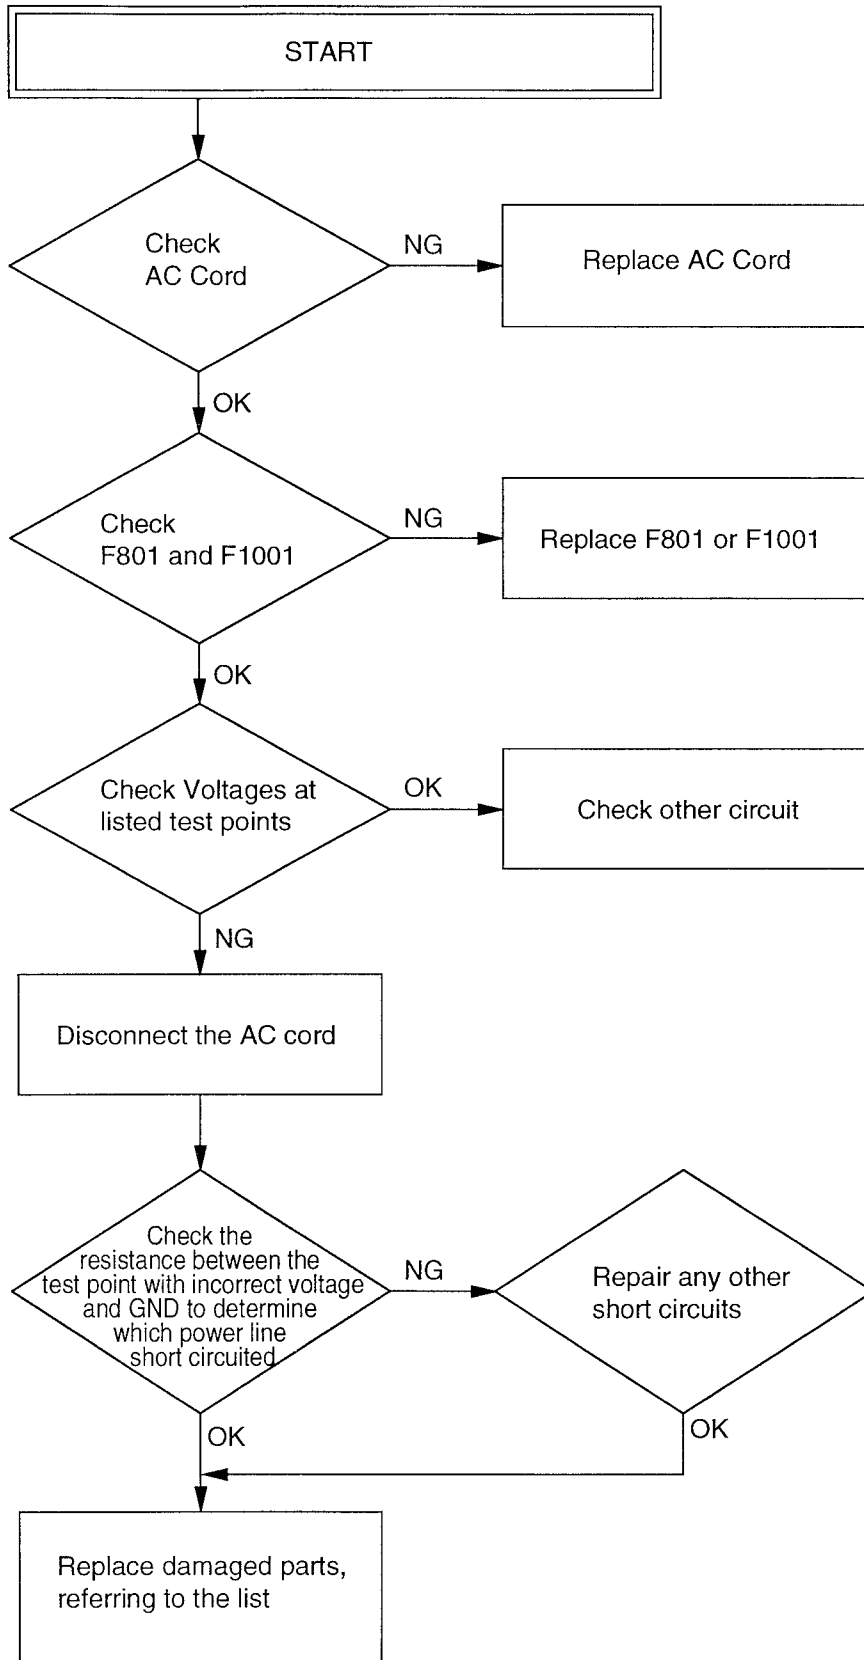 START
Check
AC Cord
NG
Replace AC Cord
OK
Check
F801 and F1001
NG
Replace F801 or F1001
OK
Check Voltages at
listed test points
OK
Check other circuit
NG
Disconnect the AC cord
Check the
resistance between the
test point with incorrect voltage
and GND to determine
which power line
short circuited
NG
Repair any other
short circuits
OK
OK
Replace damaged parts,
referring to the list